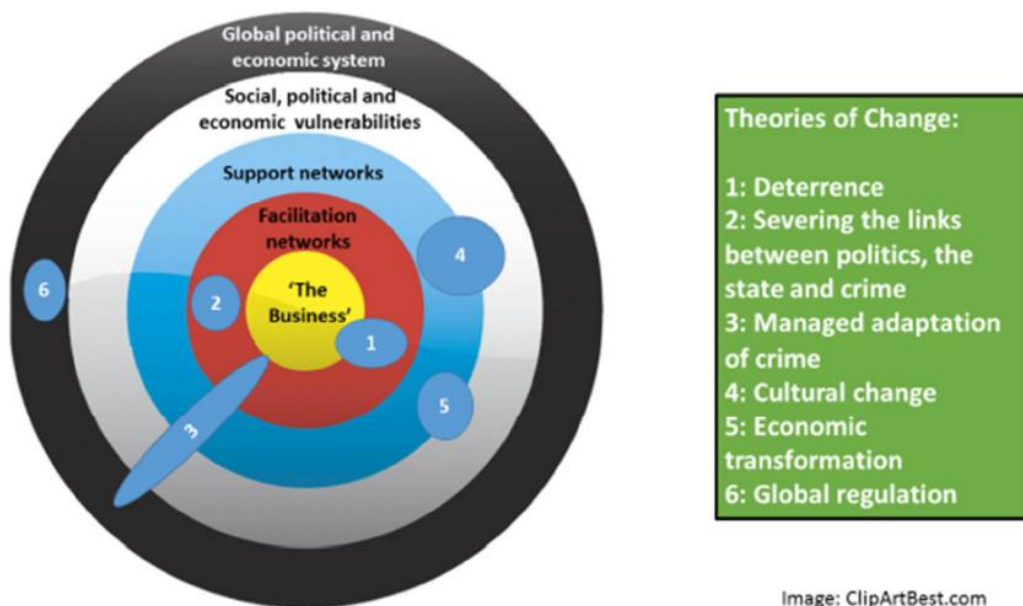 Global political and
economic system
Social, political and
economic vulnerabilities
Support networks
Facilitation
networks
'The
Business'
1
2
3
4
5
6
Theories of Change:
1: Deterrence
2: Severing the links
between politics, the
state and crime
3: Managed adaptation
of crime
4: Cultural change
5: Economic
transformation
6: Global regulation
Image: ClipArtBest.com